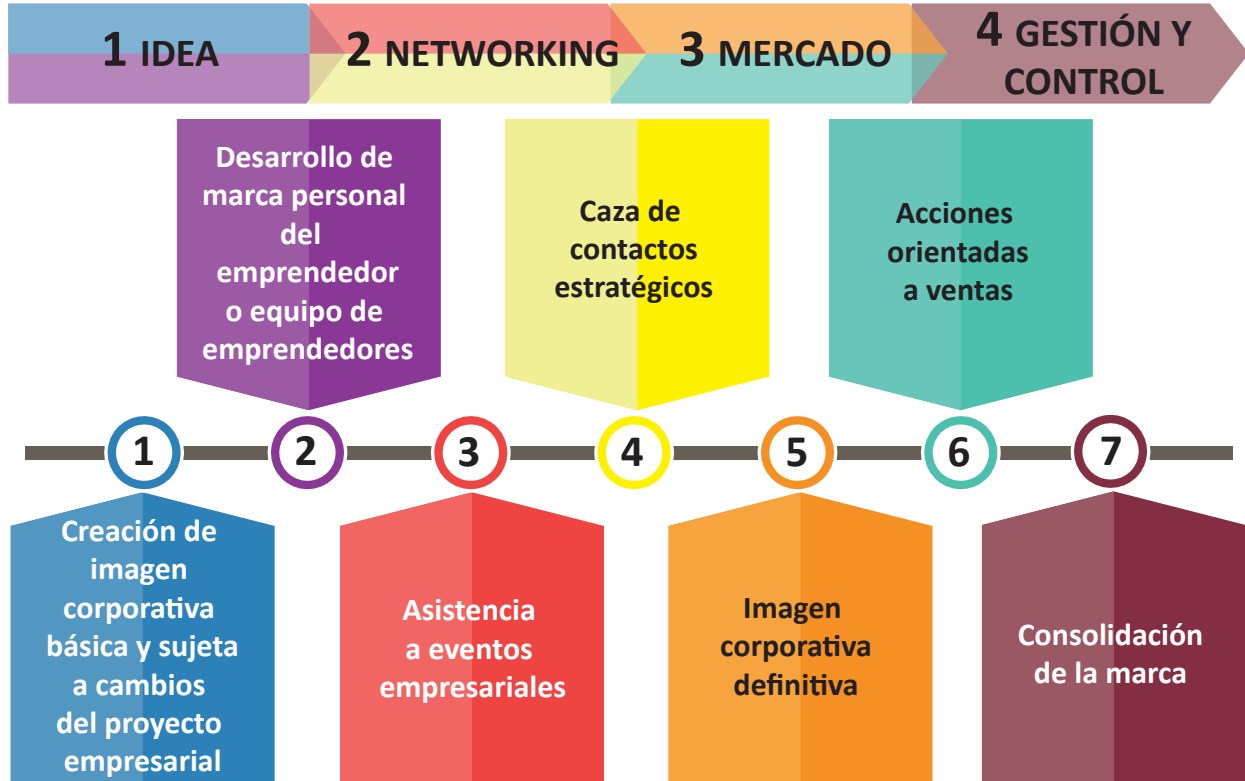 1 IDEA
2 NETWORKING
3 MERCADO
4 GESTIÓN Y
CONTROL
Desarrollo de
marca personal
del
emprendedor
o equipo de
emprendedores
Caza de
contactos
estratégicos
Acciones
orientadas
a ventas
1
2
3
4
5
6
7
Creación de
imagen
corporativa
básica y sujeta
a cambios
del proyecto
empresarial
Asistencia
a eventos
empresariales
Imagen
corporativa
definitiva
Consolidación
de la marca